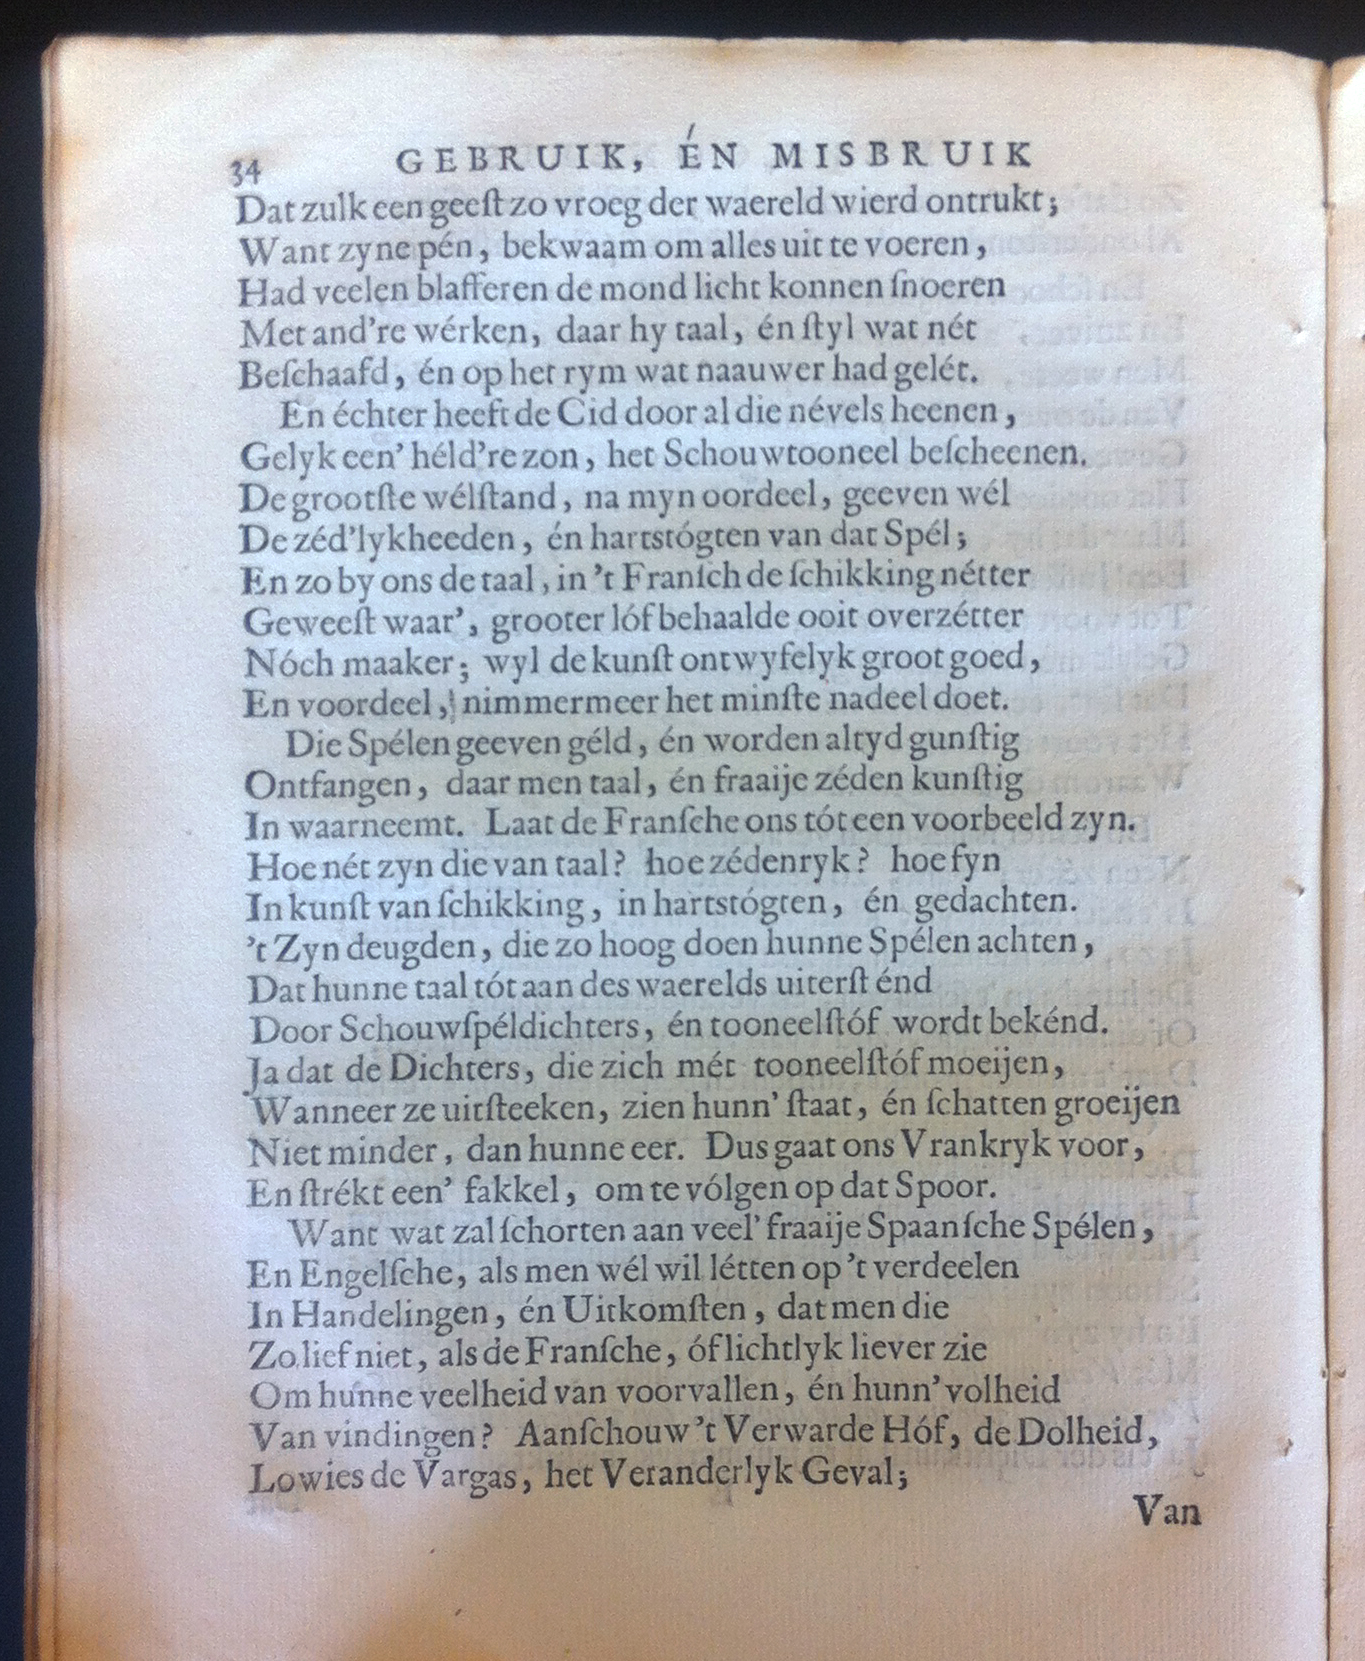 34 GEBRUIK, ÉN MISBRUIK
Dat zulk een geeſt zo vroeg der waereld wierd ontrukt;
Want zyne pén, bekwaam om alles uit te voeren,
Had veelen blafferen de mond licht konnen ſnoeren
Met and're wérken, daar hy taal, én ſtyl wat nét
Beſchaafd, én op het rym wat naauwer had gelét.
En échter heeft de Cid door al die névels heenen,
Gelyk een' héld're zon, het Schouwtooneel beſcheenen.
De grootſte wélſtand, na myn oordeel, geeven wél
De zéd'lykheeden, én hartstógten van dat Spél;
En zo by ons de taal, in 't Franſch de ſchikking nétter
Geweeſt waar', grooter lóf behaalde ooit overzétter
Nóch maaker; wyl de kunſt ontwyfelyk groot goed,
En voordeel, nimmermeer het minſte nadeel doet.
Die Spélen geeven géld, én worden altyd gunſtig
Ontfangen, daar men taal, én fraaije zéden kunſtig
In waarneemt. Laat de Franſche ons tót een voorbeeld zyn.
Hoe nét zyn die van taal? hoe zédenryk? hoe fyn
In kunſt van ſchikking, in hartstógten, én gedachten.
't Zyn deugden, die zo hoog doen hunne Spélen achten,
Dat hunne taal tót aan des waerelds uiterſt énd
Door Schouwſpéldichters, én tooneelſtóf wordt bekénd.
Ja dat de Dichters, die zich mét tooneelſtóf moeijen,
Wanneer ze uitſteeken, zien hunn' ſtaat, én ſchatten groeijen
Niet minder, dan hunne eer. Dus gaat ons Vrankryk voor,
En ſtrékt een' fakkel, om te vólgen op dat Spoor.
Want wat zal ſchorten aan veel' fraaije Spaanſche Spélen,
En Engelſche, als men wél wil létten op 't verdeelen
In Handelingen, én Uitkomſten, dat men die
Zo lief niet, als de Franſche, óf lichtlyk liever zie
Om hunne veelheid van voorvallen, én hunn' volheid
Van vindingen? Aanſchouw 't Verwarde Hóf, de Dolheid,
Lowies de Vargas, het Veranderlyk Geval;
Van